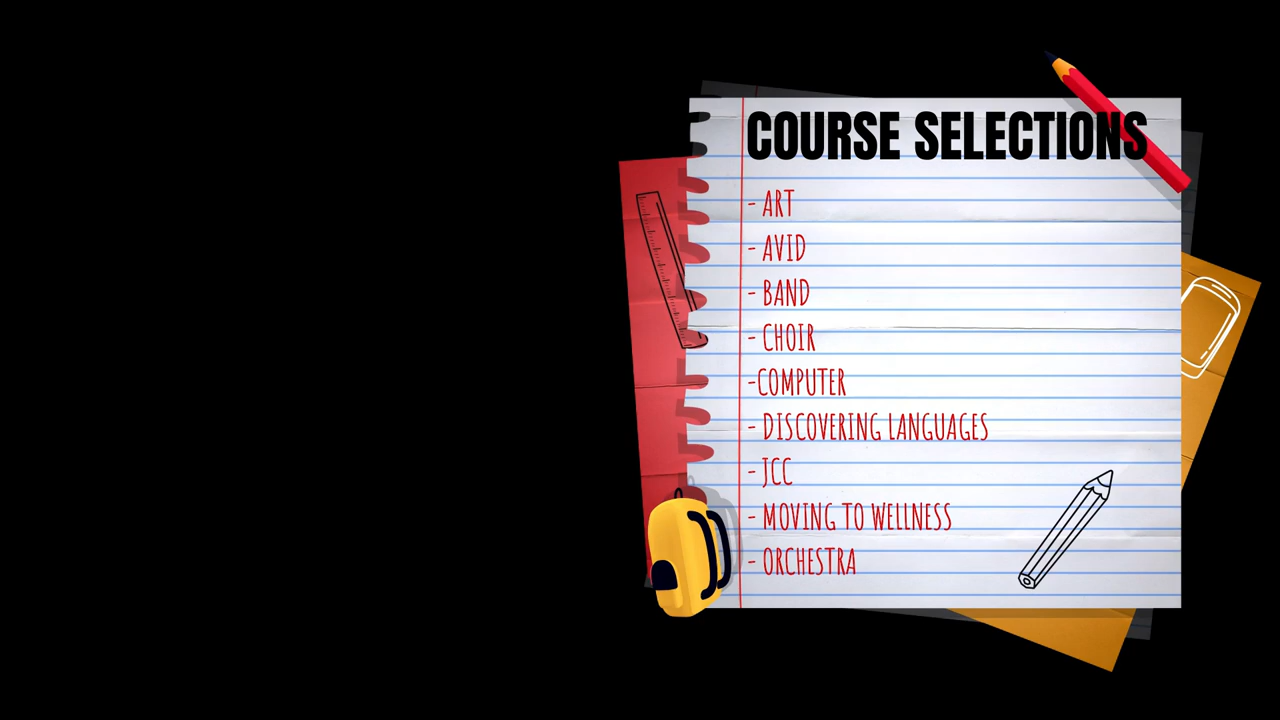 COURSE SELECTIONS
- ART
- AVID
- BAND
- CHOIR
-COMPUTER
- DISCOVERING LANGUAGES
- JCC
- MOVING TO WELLNESS
- ORCHESTRA